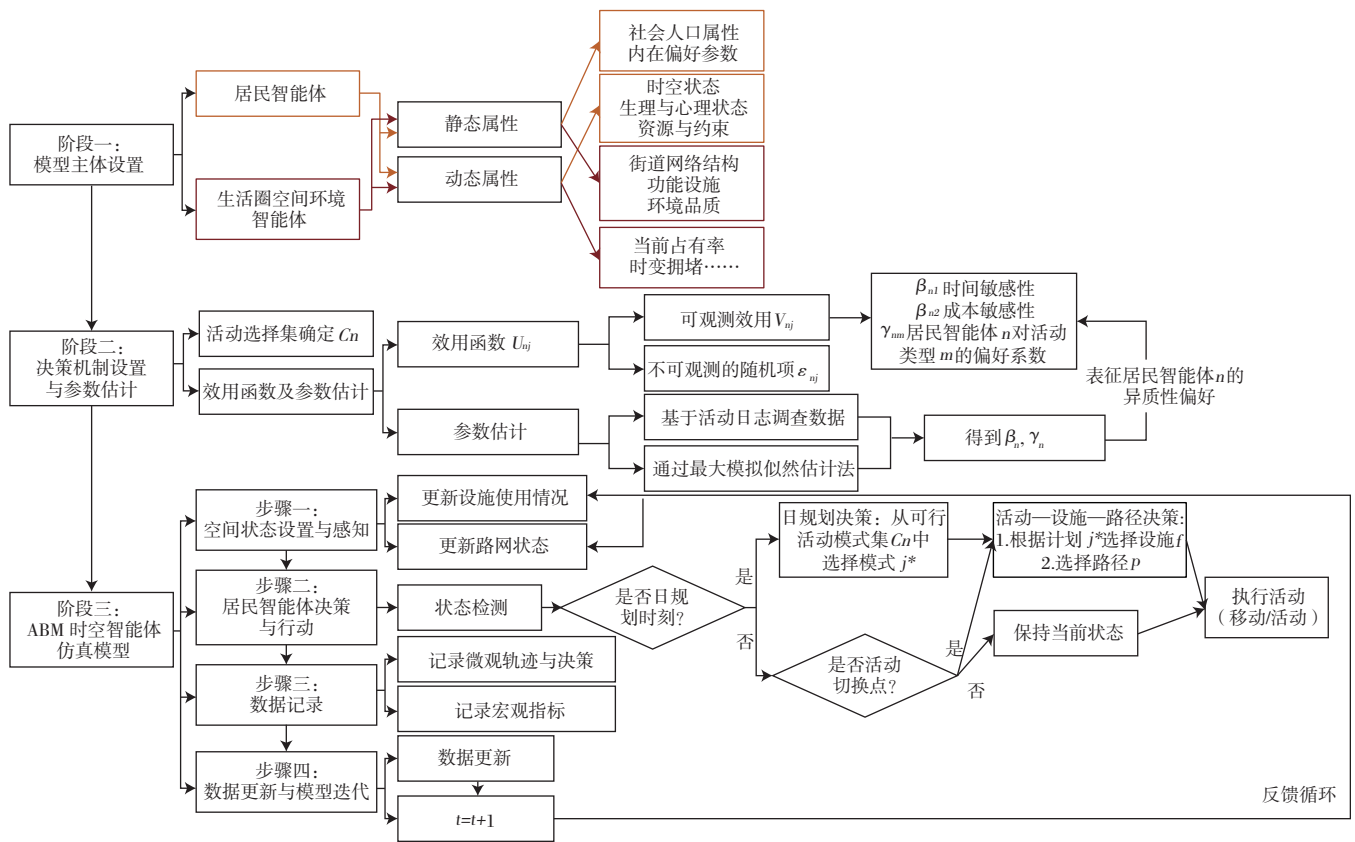 社会人口属性
内在偏好参数
居民智能体
时空状态
生理与心理状态
资源与约束
静态属性
阶段一：
模型主体设置
街道网络结构
功能设施
环境品质
动态属性
生活圈空间环境
智能体
当前占有率
时变拥堵……
βn1 时间敏感性
βn2 成本敏感性
γnm 居民智能体 n 对活动
类型 m 的偏好系数
活动选择集确定 Cn
可观测效用 Vnj
效用函数 Unj
阶段二：
决策机制设置
与参数估计
不可观测的随机项 εnj
效用函数及参数估计
表征居民智能体 n 的
异质性偏好
基于活动日志调查数据
参数估计
得到 βn, γn
通过最大模拟似然估计法
步骤一：
空间状态设置与感知
更新设施使用情况
更新路网状态
日规划决策：从可行
活动模式集 Cn 中
选择模式 j*
活动—设施—路径决策：
1.根据计划 j* 选择设施 f
2.选择路径 p
步骤二：
居民智能体决策
与行动
状态检测
是否日规
划时刻？
是
否
执行活动
（移动/活动）
阶段三：
ABM 时空智能体
仿真模型
保持当前状态
是否活动
切换点？
是
否
步骤三：
数据记录
记录微观轨迹与决策
记录宏观指标
步骤四：
数据更新与模型迭代
数据更新
t=t+1
反馈循环